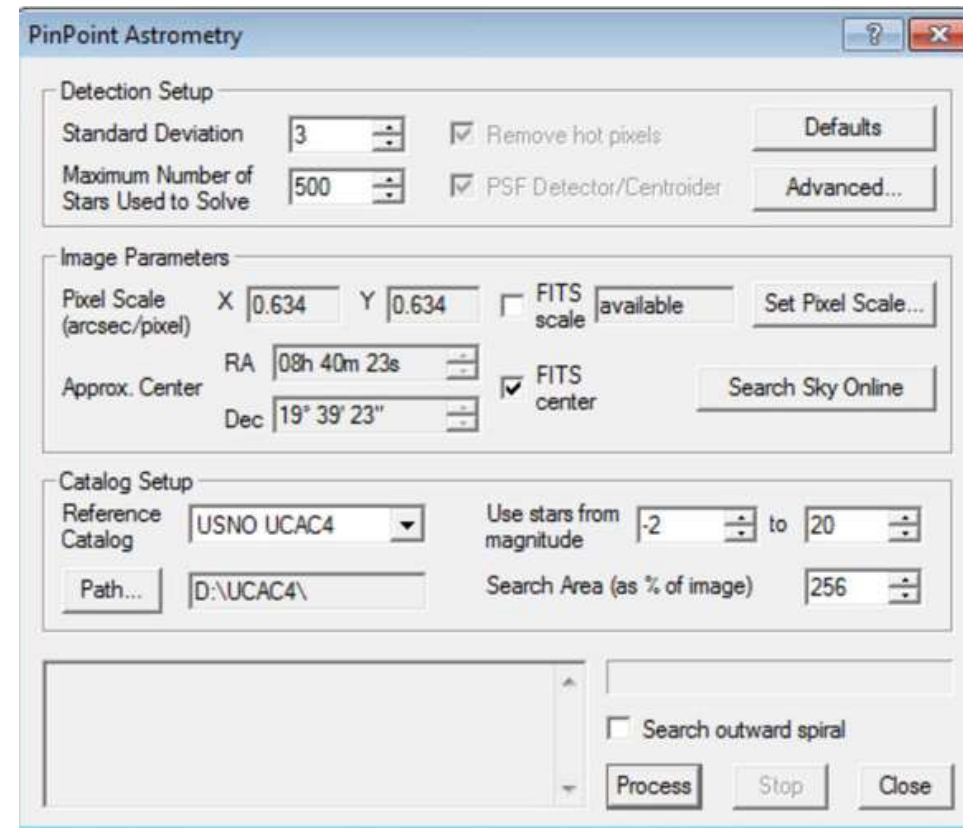 PinPoint Astrometry
Detection Setup
Standard Deviation 3 Remove hot pixels Defaults
Maximum Number of
Stars Used to Solve 500 PSF Detector/Centroider Advanced...
Image Parameters
Pixel Scale
(arcsec/pixel) X 0.634 Y 0.634 FITS
scale available Set Pixel Scale...
Approx. Center RA 08h 40m 23s
Dec 19° 39' 23" FITS
center Search Sky Online
Catalog Setup
Reference
Catalog USNO UCAC4 Use stars from
magnitude -2 to 20
Path... D:\UCAC4\ Search Area (as % of image) 256
Search outward spiral
Process Stop Close